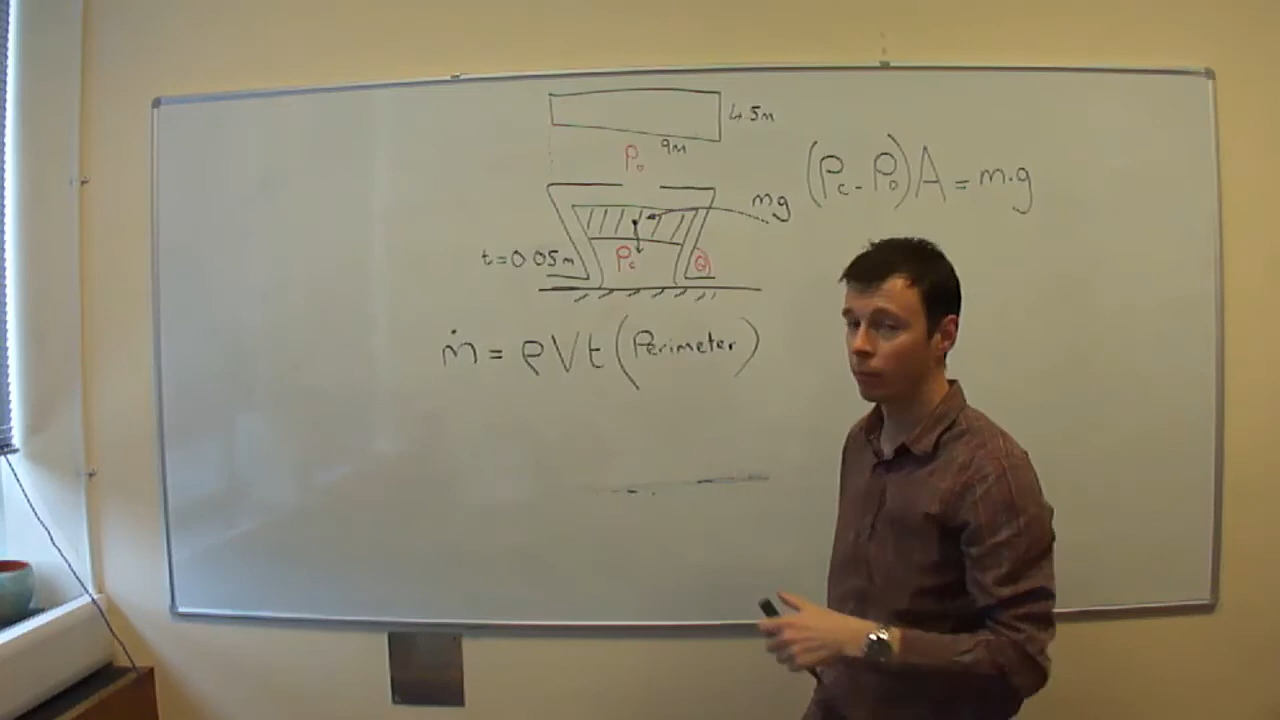 4.5m
9m
P₀
(P_c - P₀)A = m.g
mg
t=0.05m
P_c
Q
ṁ = ρVt(Perimeter)